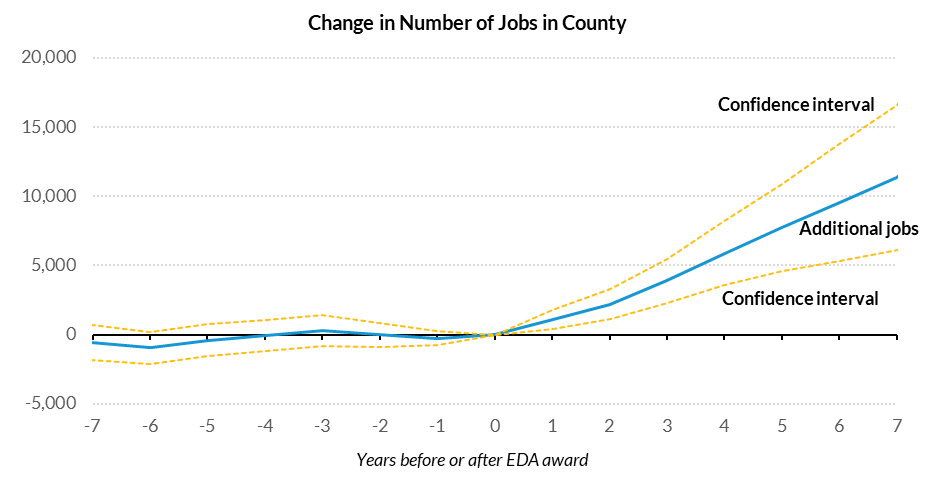 Change in Number of Jobs in County
20,000
Confidence interval
15,000
10,000
Additional jobs
5,000
Confidence interval
0
-5,000
-7 -6 -5 -4 -3 -2 -1 0 1 2 3 4 5 6 7
Years before or after EDA award